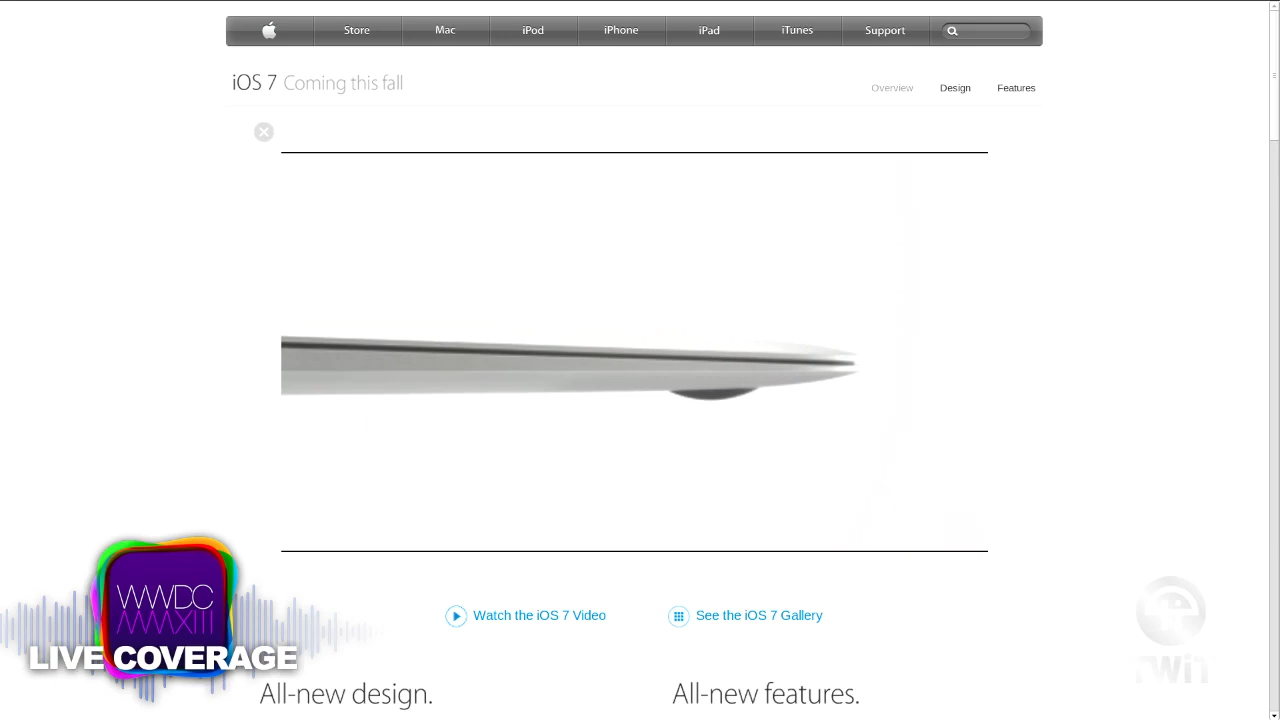 Store Mac iPod iPhone iPad iTunes Support
iOS 7 Coming this fall
Overview Design Features
WWDC
MMXIII
LIVE COVERAGE
Watch the iOS 7 Video See the iOS 7 Gallery
TWiT
All-new design. All-new features.